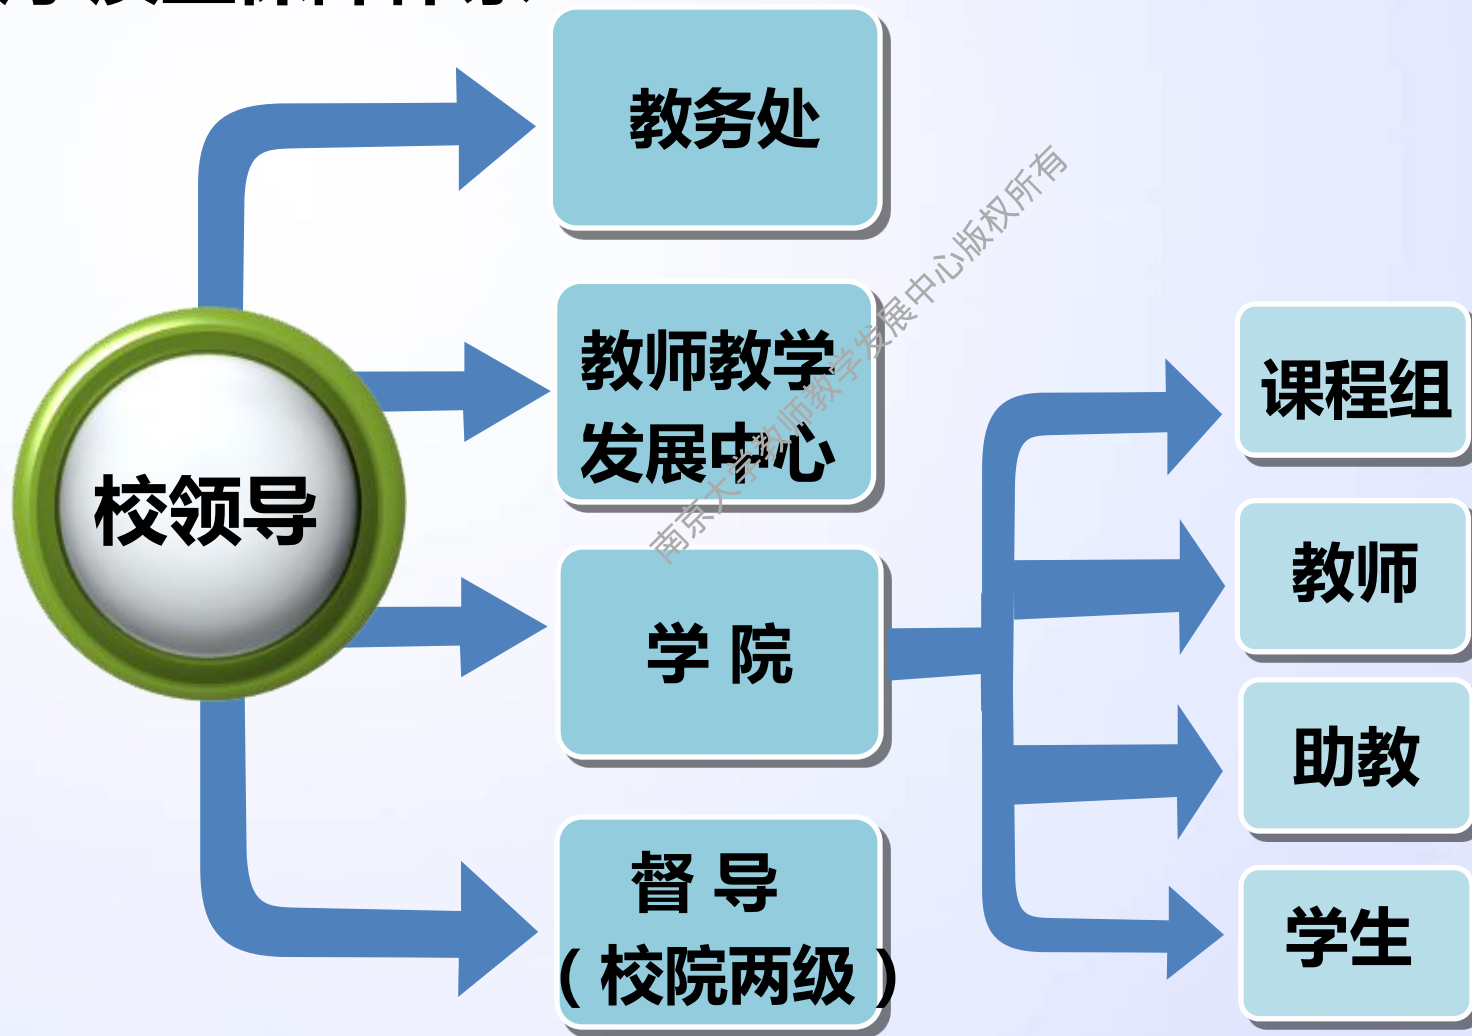 教务处
教师教学
发展中心
校领导
学 院
督 导
（校院两级）
课程组
教师
助教
学生
南京大学教师教学发展中心版权所有